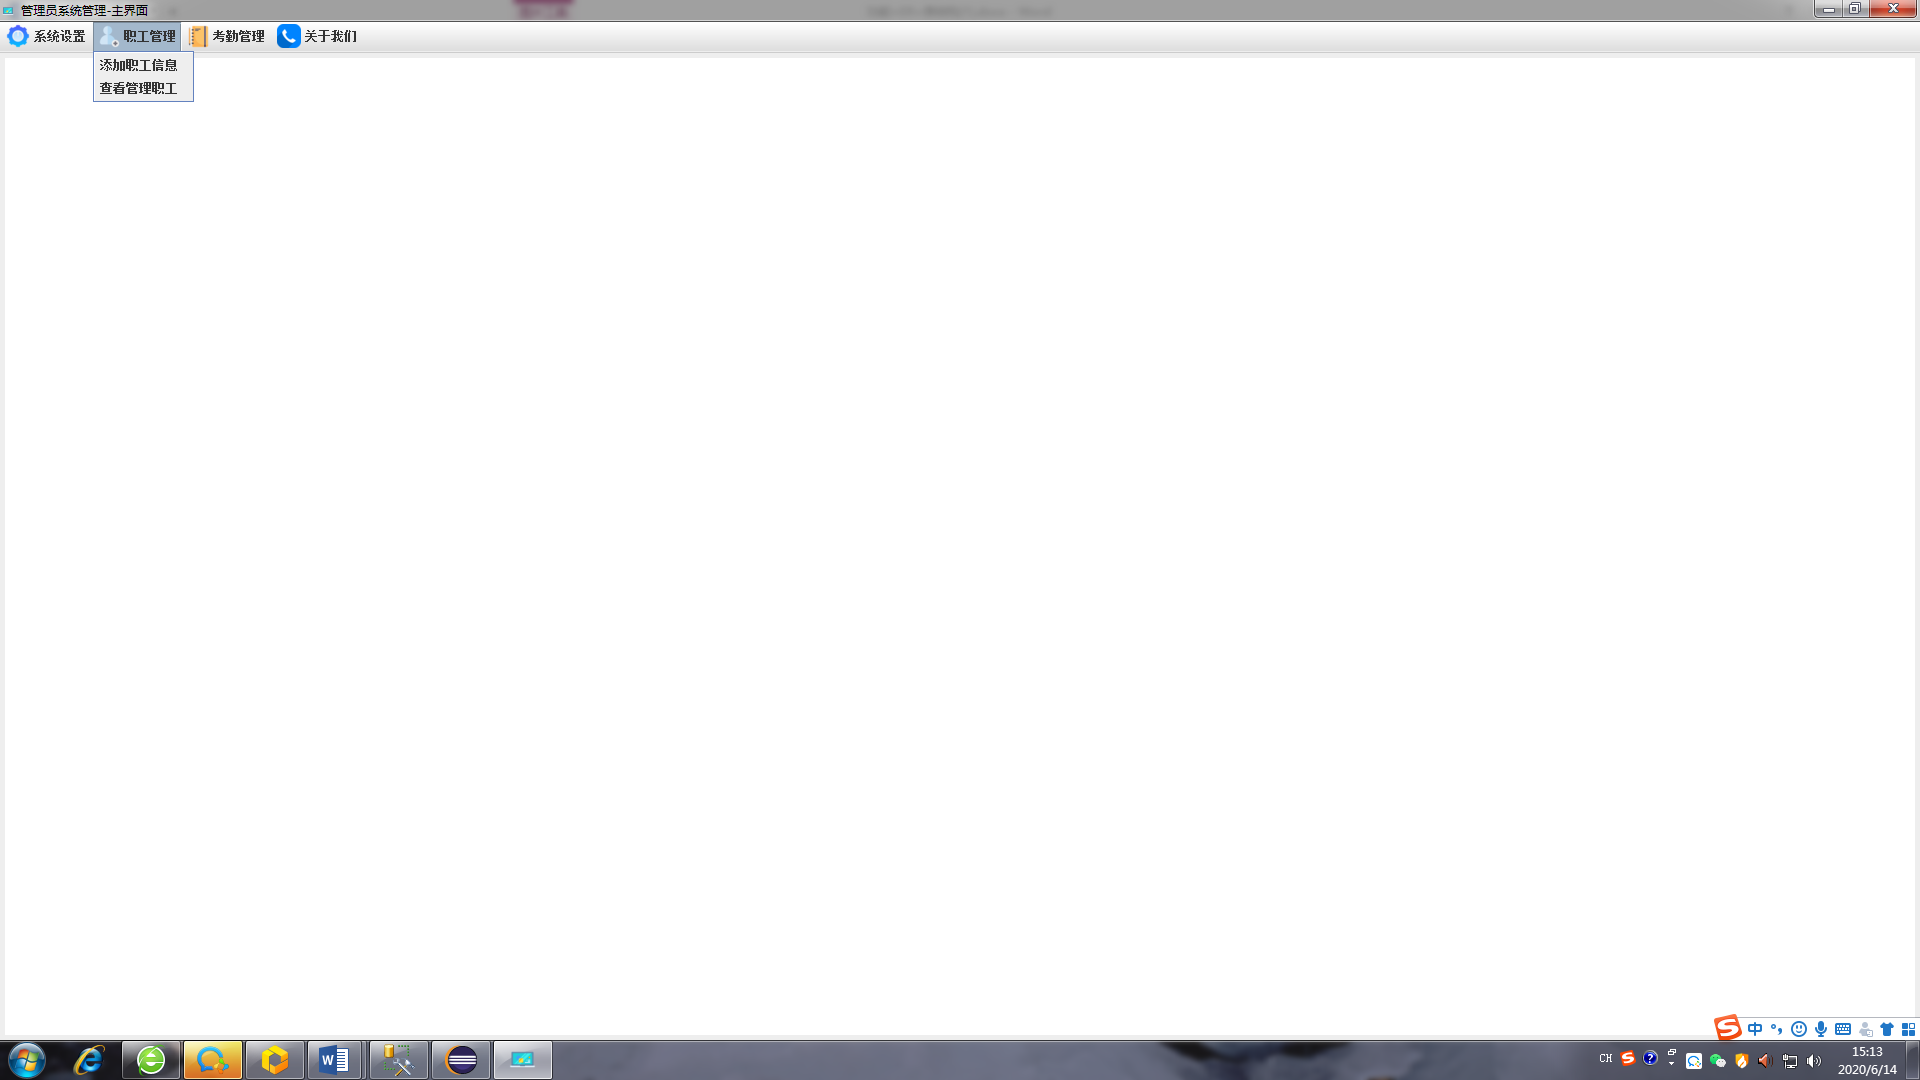 管理员系统管理-主界面
系统设置 职工管理 考勤管理 关于我们
添加职工信息
查看管理职工
中
CH
15:13
2020/6/14